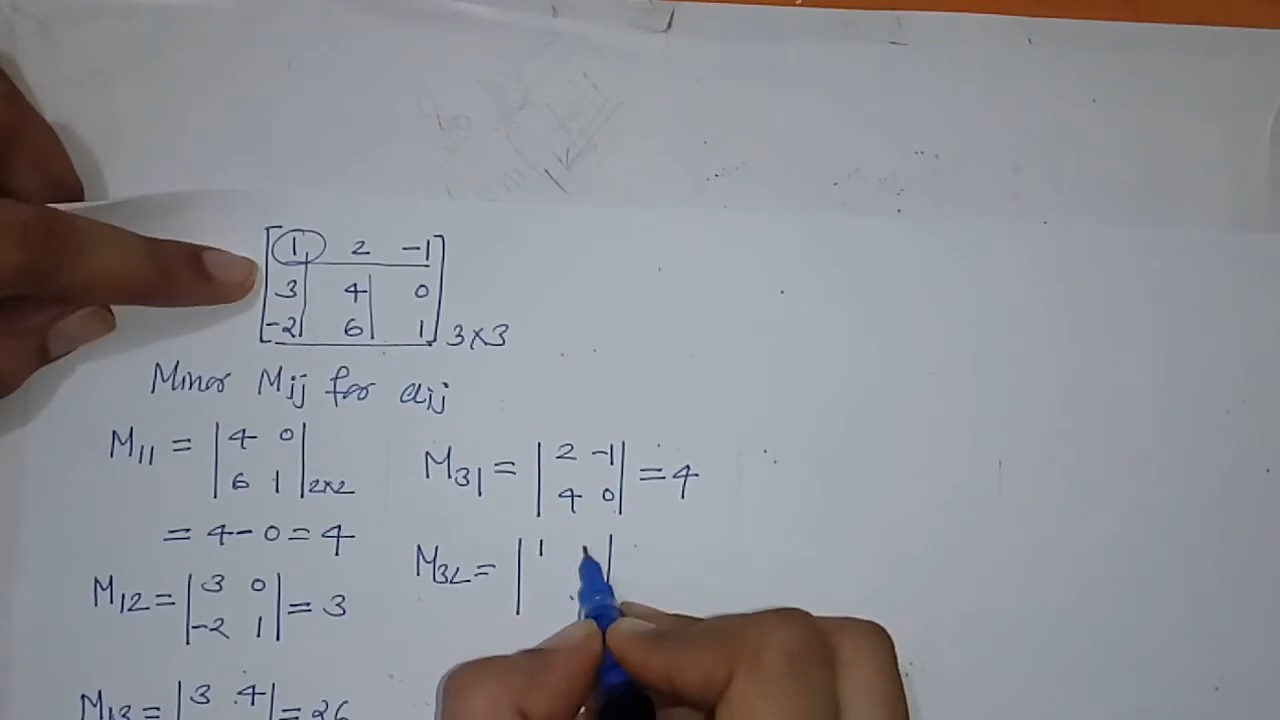 1 2 -1
3 4 0
-2 6 1 3×3
Minor Mij for aij
M11 = | 4 0 |
| 6 1 | 2×2
= 4 - 0 = 4
M12 = | 3 0 | = 3
| -2 1 |
M13 = | 3 4 | = 26
M31 = | 2 -1 | = 4
| 4 0 |
M32 = | 1 |